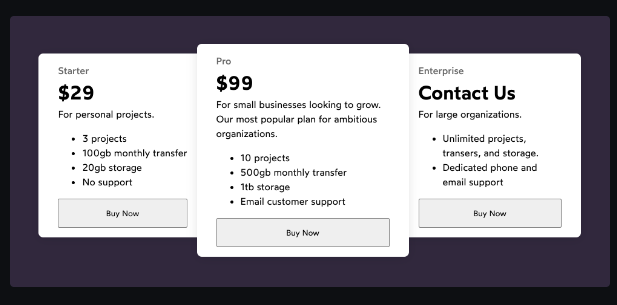 Starter
$29
For personal projects.
• 3 projects
• 100gb monthly transfer
• 20gb storage
• No support
Buy Now
Pro
$99
For small businesses looking to grow.
Our most popular plan for ambitious
organizations.
• 10 projects
• 500gb monthly transfer
• 1tb storage
• Email customer support
Buy Now
Enterprise
Contact Us
For large organizations.
• Unlimited projects,
transers, and storage.
• Dedicated phone and
email support
Buy Now